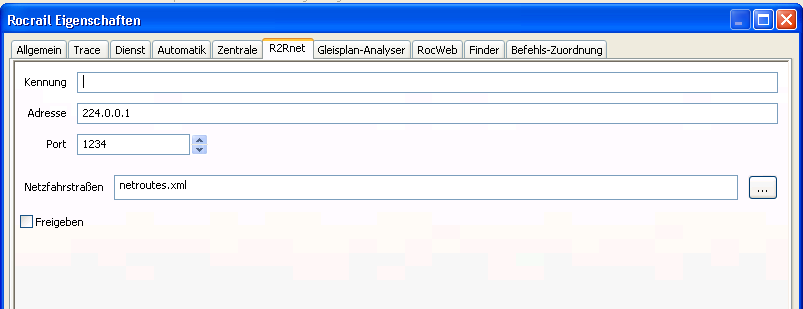 Rocrail Eigenschaften
Allgemein Trace Dienst Automatik Zentrale R2Rnet Gleisplan-Analyser RocWeb Finder Befehls-Zuordnung
Kennung
Adresse 224.0.0.1
Port 1234
Netzfahrstraßen netroutes.xml ...
Freigeben